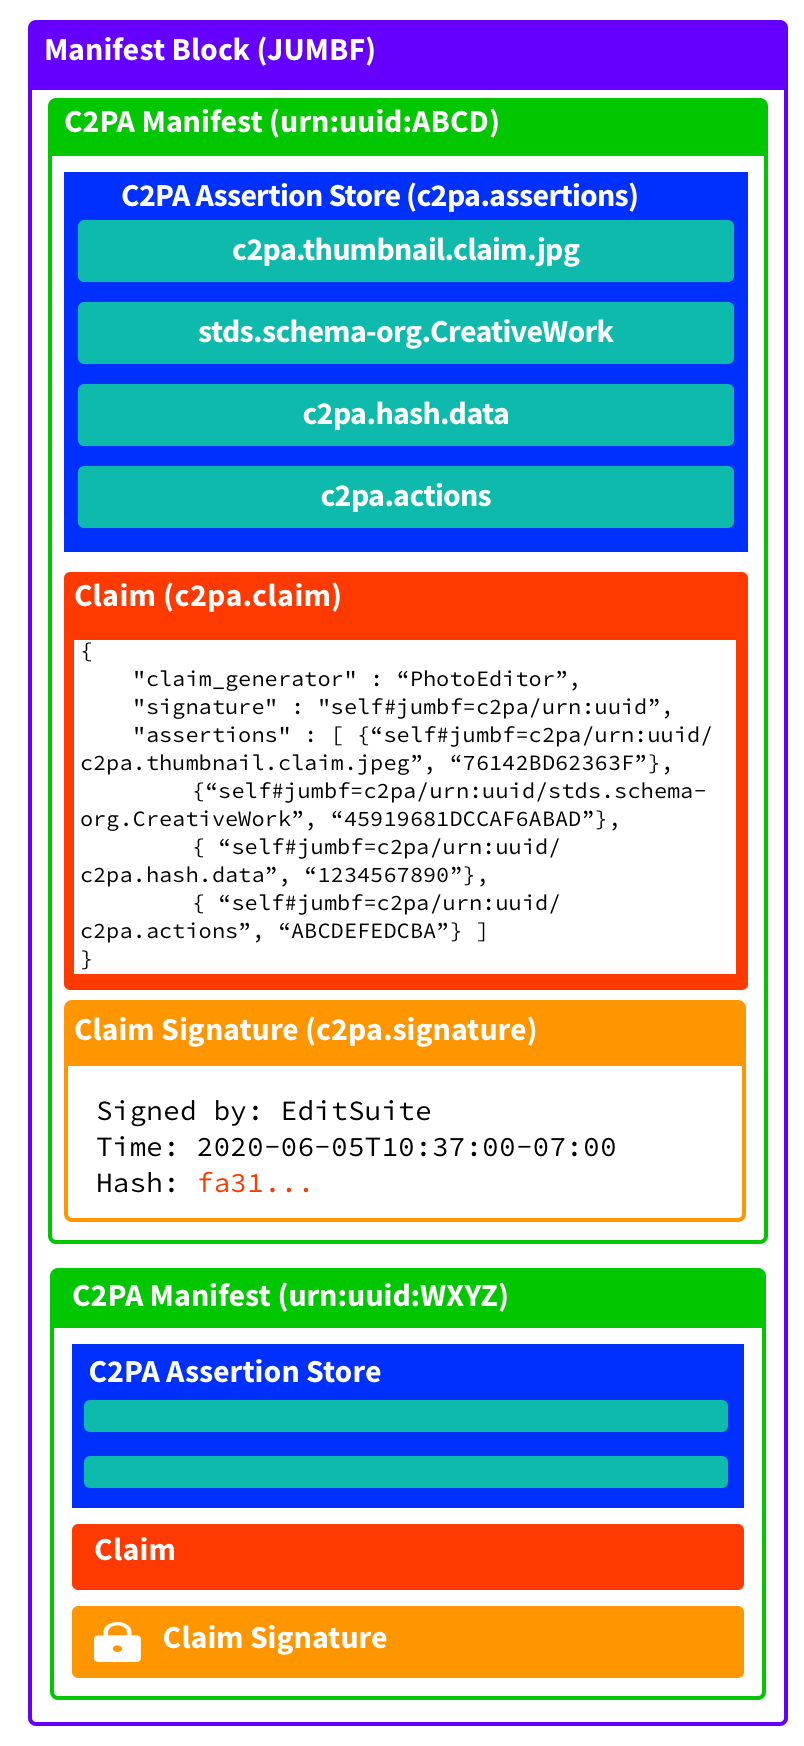 Manifest Block (JUMBF)
C2PA Manifest (urn:uuid:ABCD)
C2PA Assertion Store (c2pa.assertions)
c2pa.thumbnail.claim.jpg
stds.schema-org.CreativeWork
c2pa.hash.data
c2pa.actions
Claim (c2pa.claim)
{
    "claim_generator" : “PhotoEditor”,
    "signature" : "self#jumbf=c2pa/urn:uuid”,
    "assertions" : [ {“self#jumbf=c2pa/urn:uuid/
c2pa.thumbnail.claim.jpeg”, “76142BD62363F”},
        {“self#jumbf=c2pa/urn:uuid/stds.schema-
org.CreativeWork”, “45919681DCCAF6ABAD”},
        { “self#jumbf=c2pa/urn:uuid/
c2pa.hash.data”, “1234567890”},
        { “self#jumbf=c2pa/urn:uuid/
c2pa.actions”, “ABCDEFEDCBA”} ]
}
Claim Signature (c2pa.signature)
Signed by: EditSuite
Time: 2020-06-05T10:37:00-07:00
Hash: fa31...
C2PA Manifest (urn:uuid:WXYZ)
C2PA Assertion Store
Claim
Claim Signature